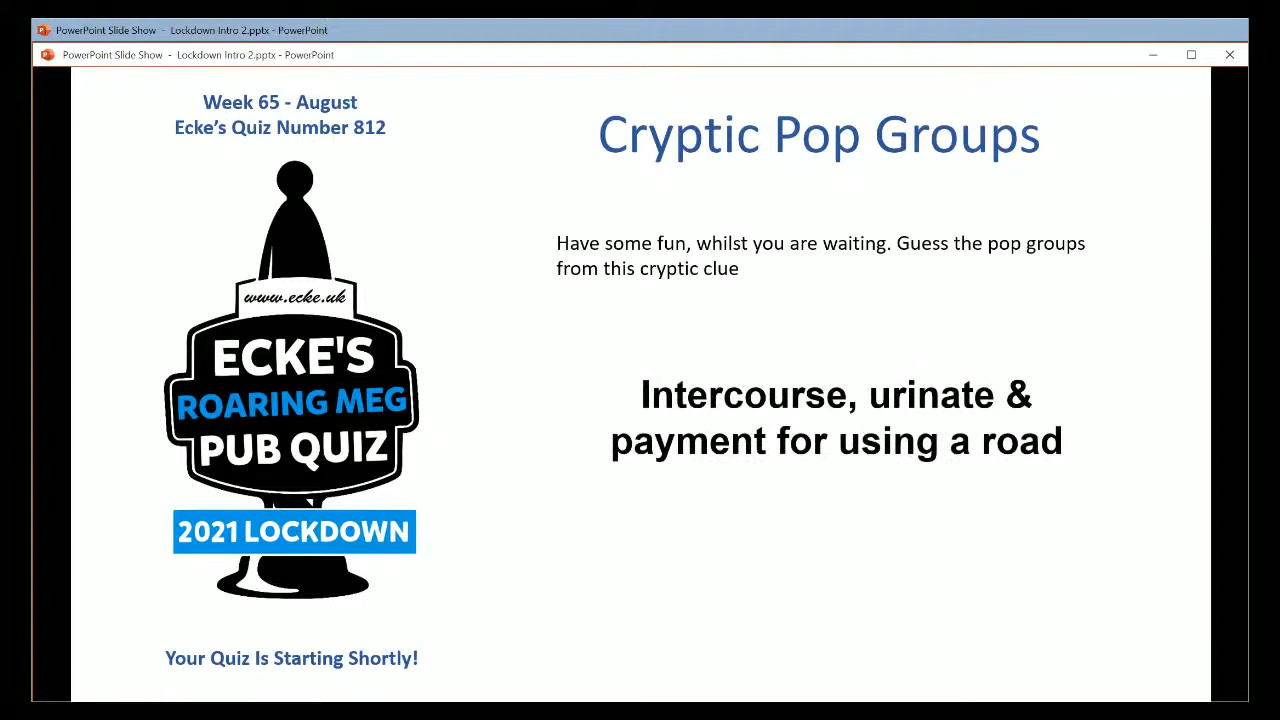 PowerPoint Slide Show - Lockdown Intro 2.pptx - PowerPoint
PowerPoint Slide Show - Lockdown Intro 2.pptx - PowerPoint
Week 65 - August
Ecke's Quiz Number 812
www.ecke.uk
ECKE'S
ROARING MEG
PUB QUIZ
2021 LOCKDOWN
Your Quiz Is Starting Shortly!
Cryptic Pop Groups
Have some fun, whilst you are waiting. Guess the pop groups
from this cryptic clue
Intercourse, urinate &
payment for using a road